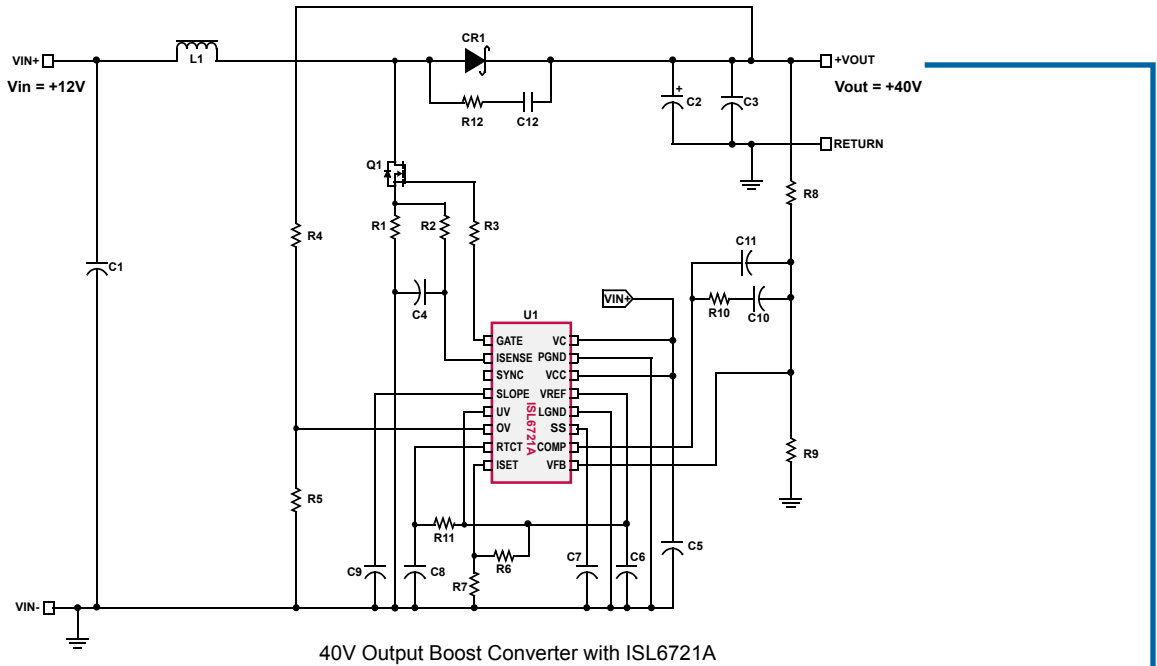 CR1
VIN+
L1
+VOUT
Vin = +12V
Vout = +40V
C2
C3
R12
C12
RETURN
Q1
R8
R1
R2
R3
R4
C11
C1
VIN+
R10
C10
C4
U1
GATE
VC
ISENSE
PGND
SYNC
VCC
SLOPE
VREF
UV
LGND
OV
SS
RTCT
COMP
ISET
VFB
ISL6721A
R9
R5
R11
C5
C9
C8
R7
R6
C7
C6
VIN-
+
40V Output Boost Converter with ISL6721A